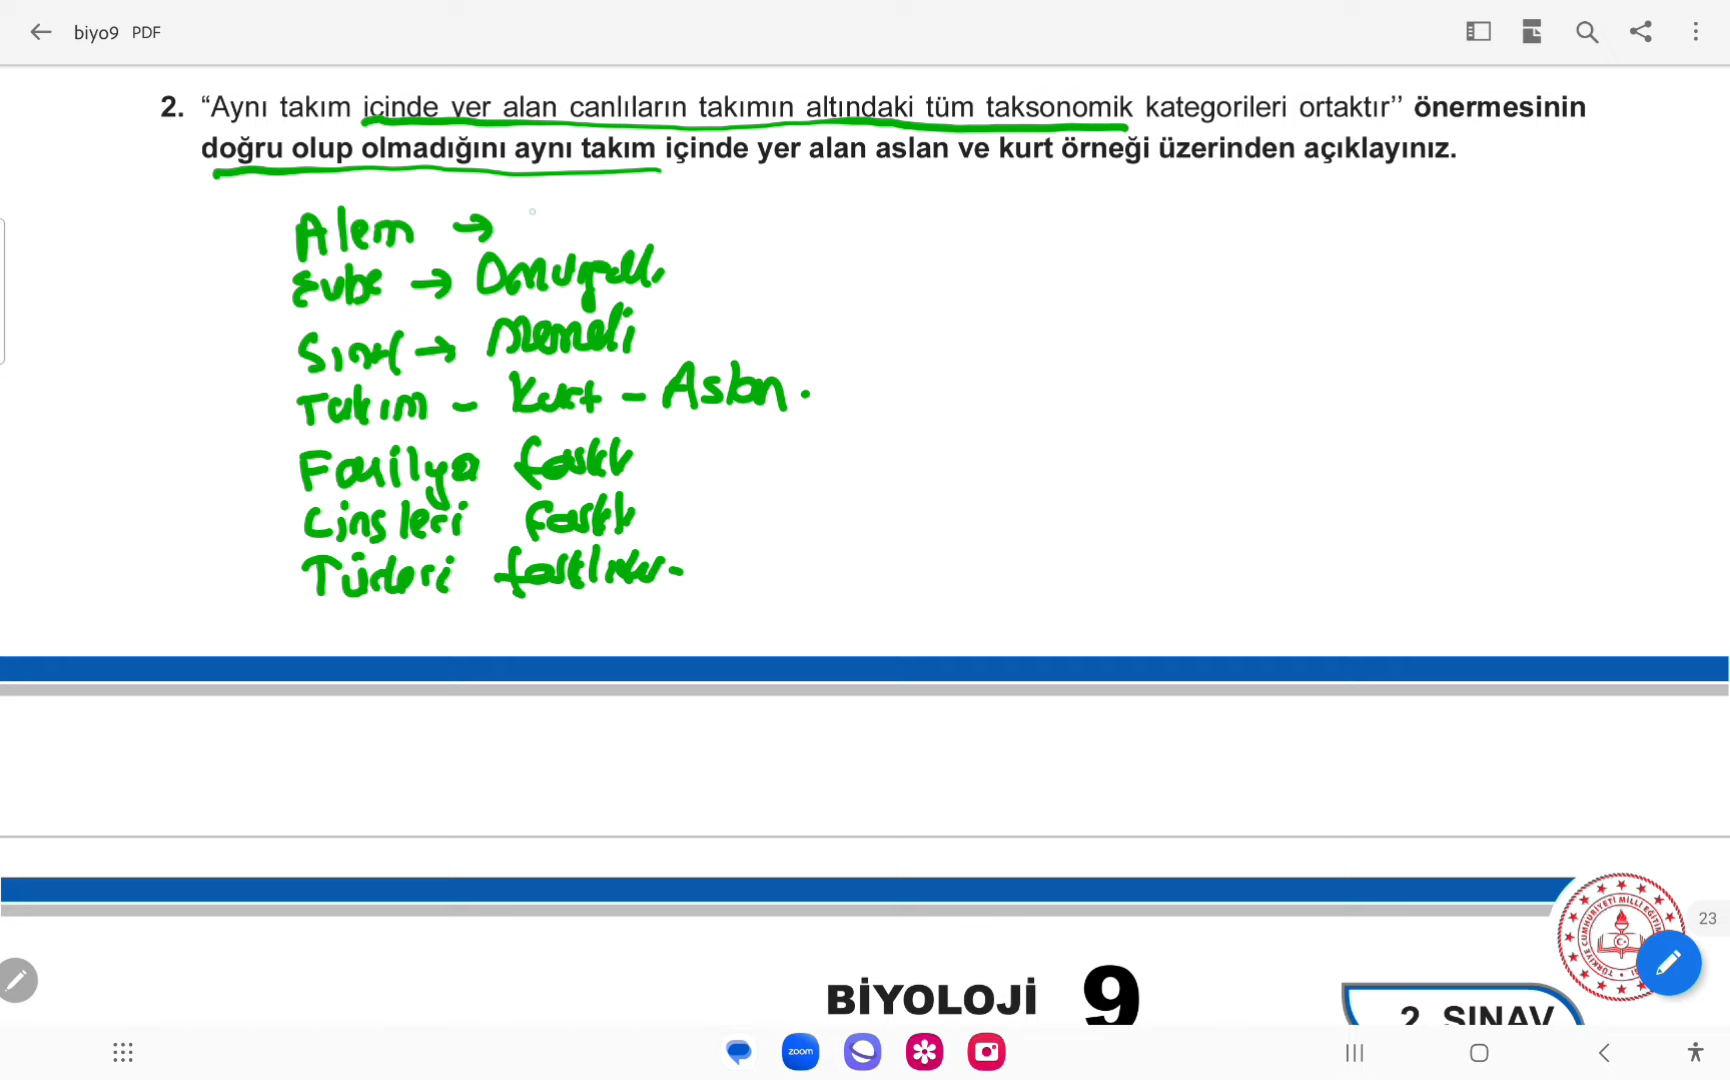 biyo9 PDF
2. “Aynı takım içinde yer alan canlıların takımın altındaki tüm taksonomik kategorileri ortaktır’’ önermesinin
doğru olup olmadığını aynı takım içinde yer alan aslan ve kurt örneği üzerinden açıklayınız.
Alem →
Şube → Omurgalı
Sınıf → Memeli
Takım - Kurt - Aslan.
Familya farklı
Cinsleri farklı
Türleri farklıdır.
23
BİYOLOJİ 9
2. SINAV
zoom